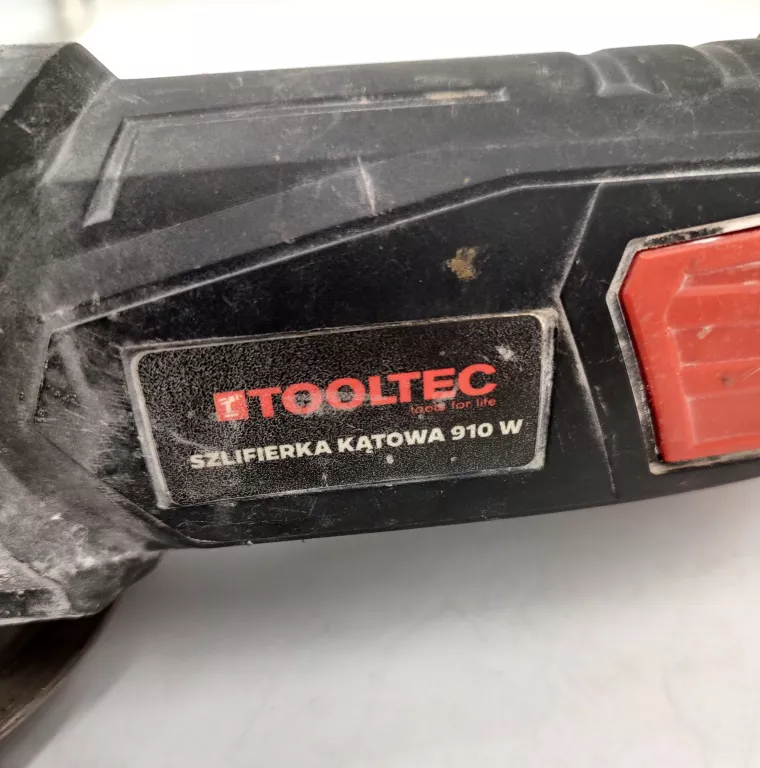 TOOLTEC
tools for life
SZLIFIERKA KĄTOWA 910 W